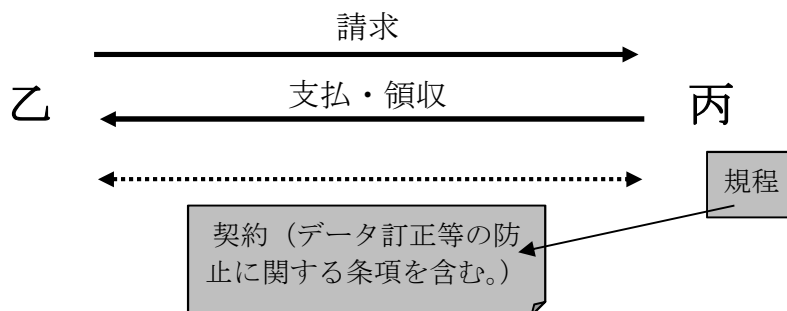 請求
乙
支払・領収
丙
規程
契約（データ訂正等の防
止に関する条項を含む。）